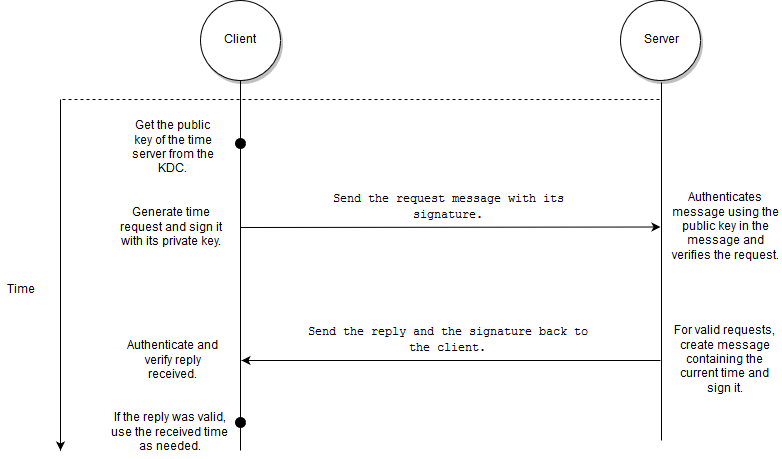 Client
Server
Get the public
key of the time
server from the
KDC.
Generate time
request and sign it
with its private key.
Send the request message with its
signature.
Authenticates
message using the
public key in the
message and
verifies the request.
Time
Authenticate and
verify reply
received.
Send the reply and the signature back to
the client.
For valid requests,
create message
containing the
current time and
sign it.
If the reply was valid,
use the received time
as needed.